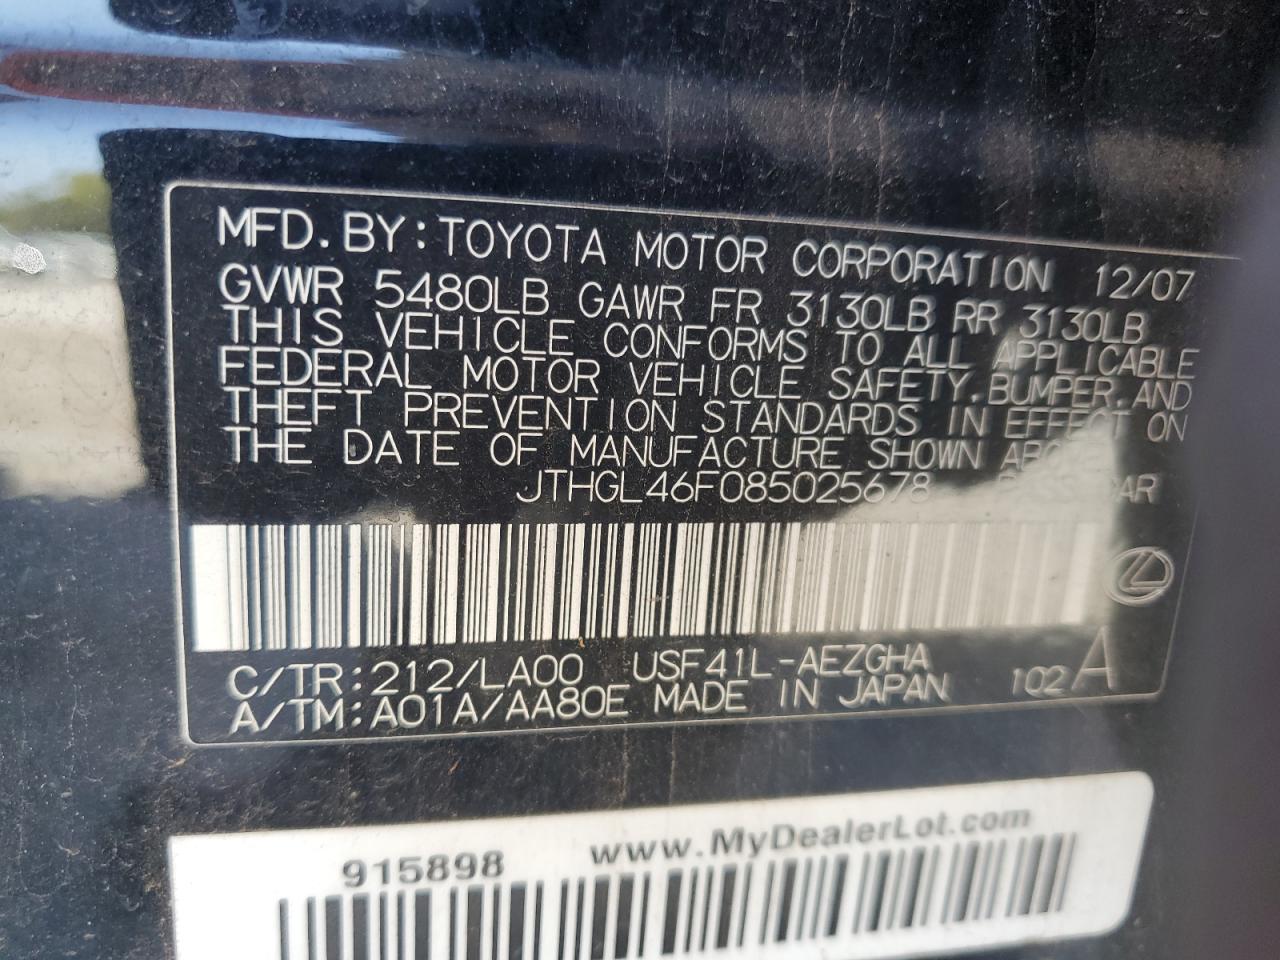 MFD. BY: TOYOTA MOTOR CORPORATION 12/07
GVWR 5480LB GAWR FR 3130LB RR 3130LB
THIS VEHICLE CONFORMS TO ALL APPLICABLE
FEDERAL MOTOR VEHICLE SAFETY, BUMPER, AND
THEFT PREVENTION STANDARDS IN EFFECT ON
THE DATE OF MANUFACTURE SHOWN
JTHGL46F085025678
C/TR: 212/LA00 USF41L-AEZGHA
A/TM: A01A/AA80E MADE IN JAPAN 102 A
915898 www.MyDealerLot.com